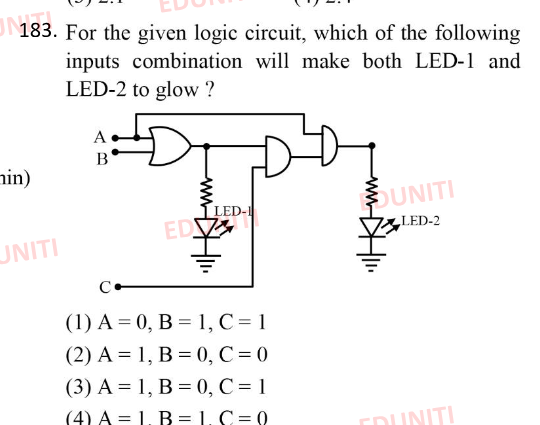 183. For the given logic circuit, which of the following
inputs combination will make both LED-1 and
LED-2 to glow ?
A
B
LED-1
LED-2
C
(1) A = 0, B = 1, C = 1
(2) A = 1, B = 0, C = 0
(3) A = 1, B = 0, C = 1
(4) A = 1, B = 1, C = 0
EDUNITI